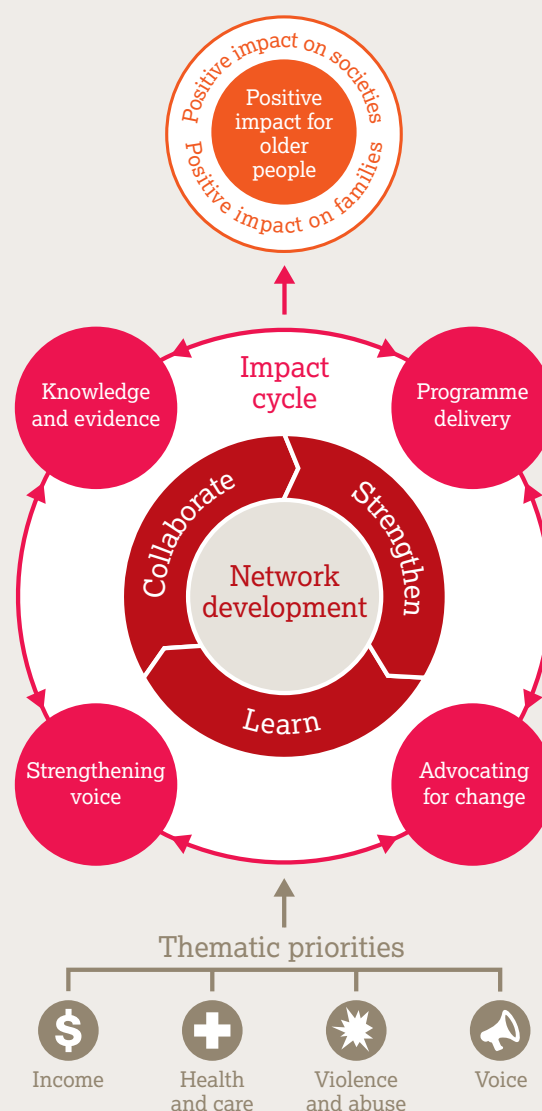 Positive impact on societies
Positive
impact for
older
people
Positive impact on families
Impact
cycle
Knowledge
and evidence
Programme
delivery
Collaborate
Strengthen
Network
development
Learn
Strengthening
voice
Advocating
for change
Thematic priorities
$
Income
Health
and care
Violence
and abuse
Voice